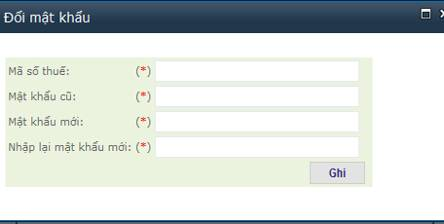 Đổi mật khẩu
Mã số thuế: (*)
Mật khẩu cũ: (*)
Mật khẩu mới: (*)
Nhập lại mật khẩu mới: (*)
Ghi